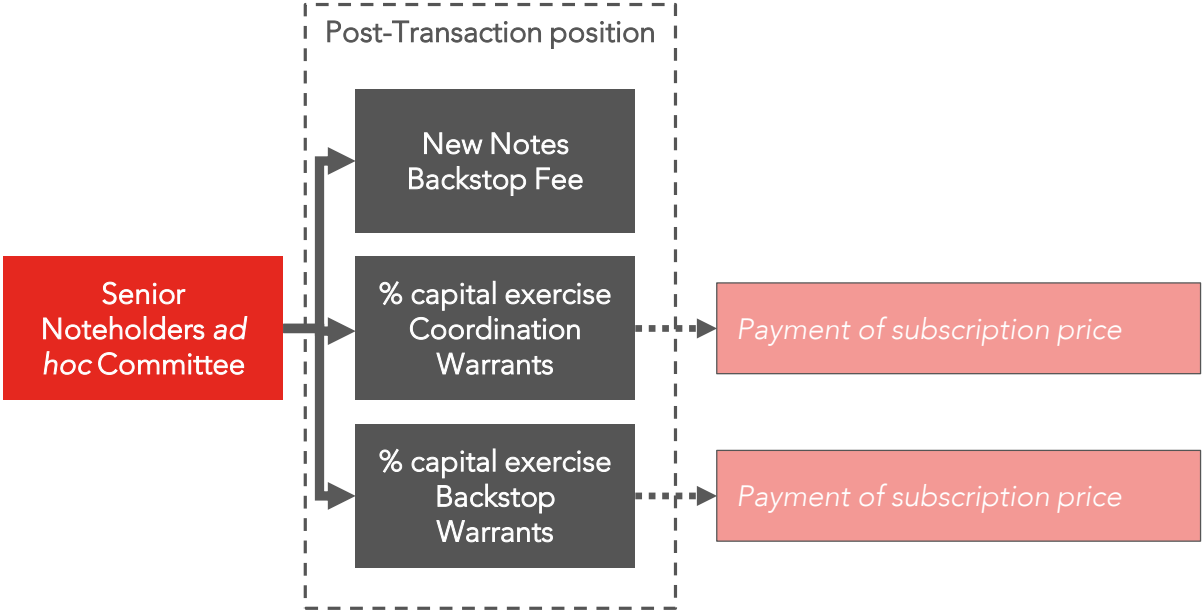 Post-Transaction position
New Notes
Backstop Fee
Senior
Noteholders ad
hoc Committee
% capital exercise
Coordination
Warrants
Payment of subscription price
% capital exercise
Backstop
Warrants
Payment of subscription price